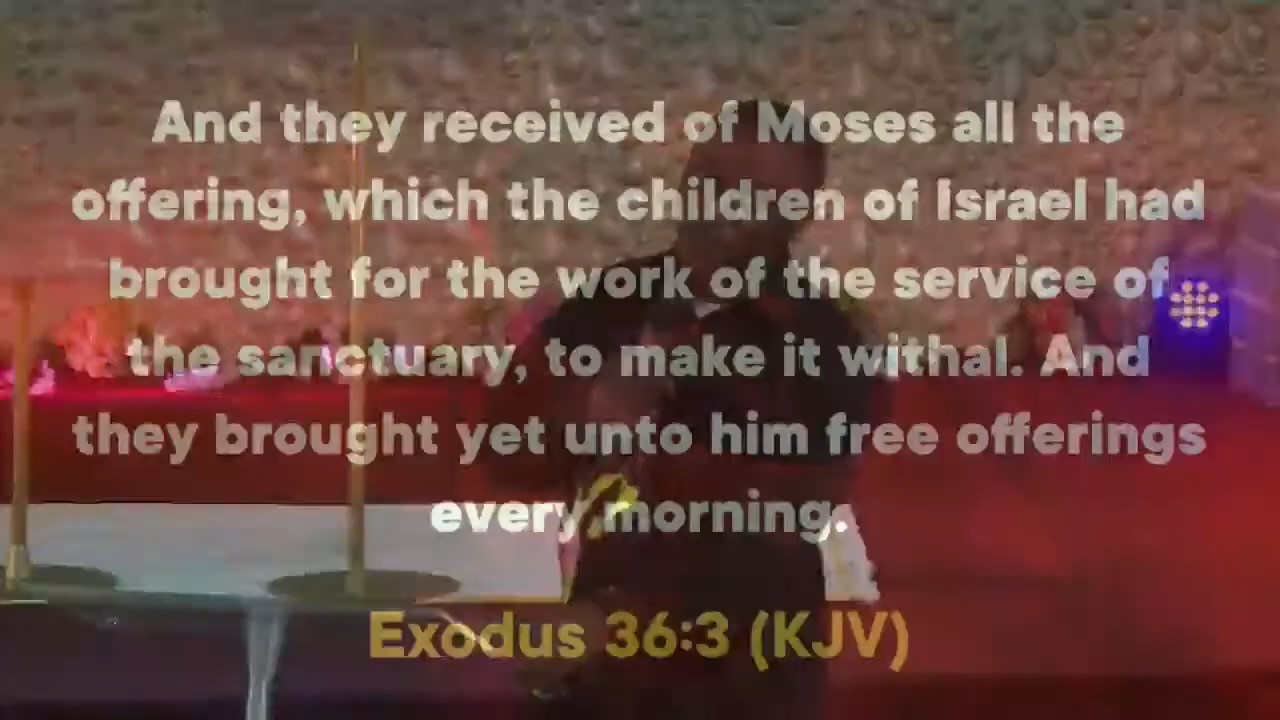 And they received of Moses all the
offering, which the children of Israel had
brought for the work of the service of
the sanctuary, to make it withal. And
they brought yet unto him free offerings
every morning.
Exodus 36:3 (KJV)